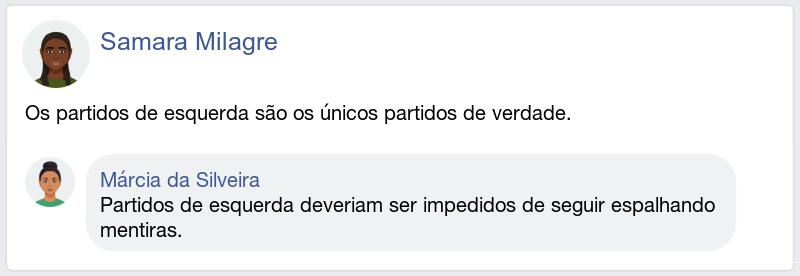 Samara Milagre
Os partidos de esquerda são os únicos partidos de verdade.
Márcia da Silveira
Partidos de esquerda deveriam ser impedidos de seguir espalhando
mentiras.